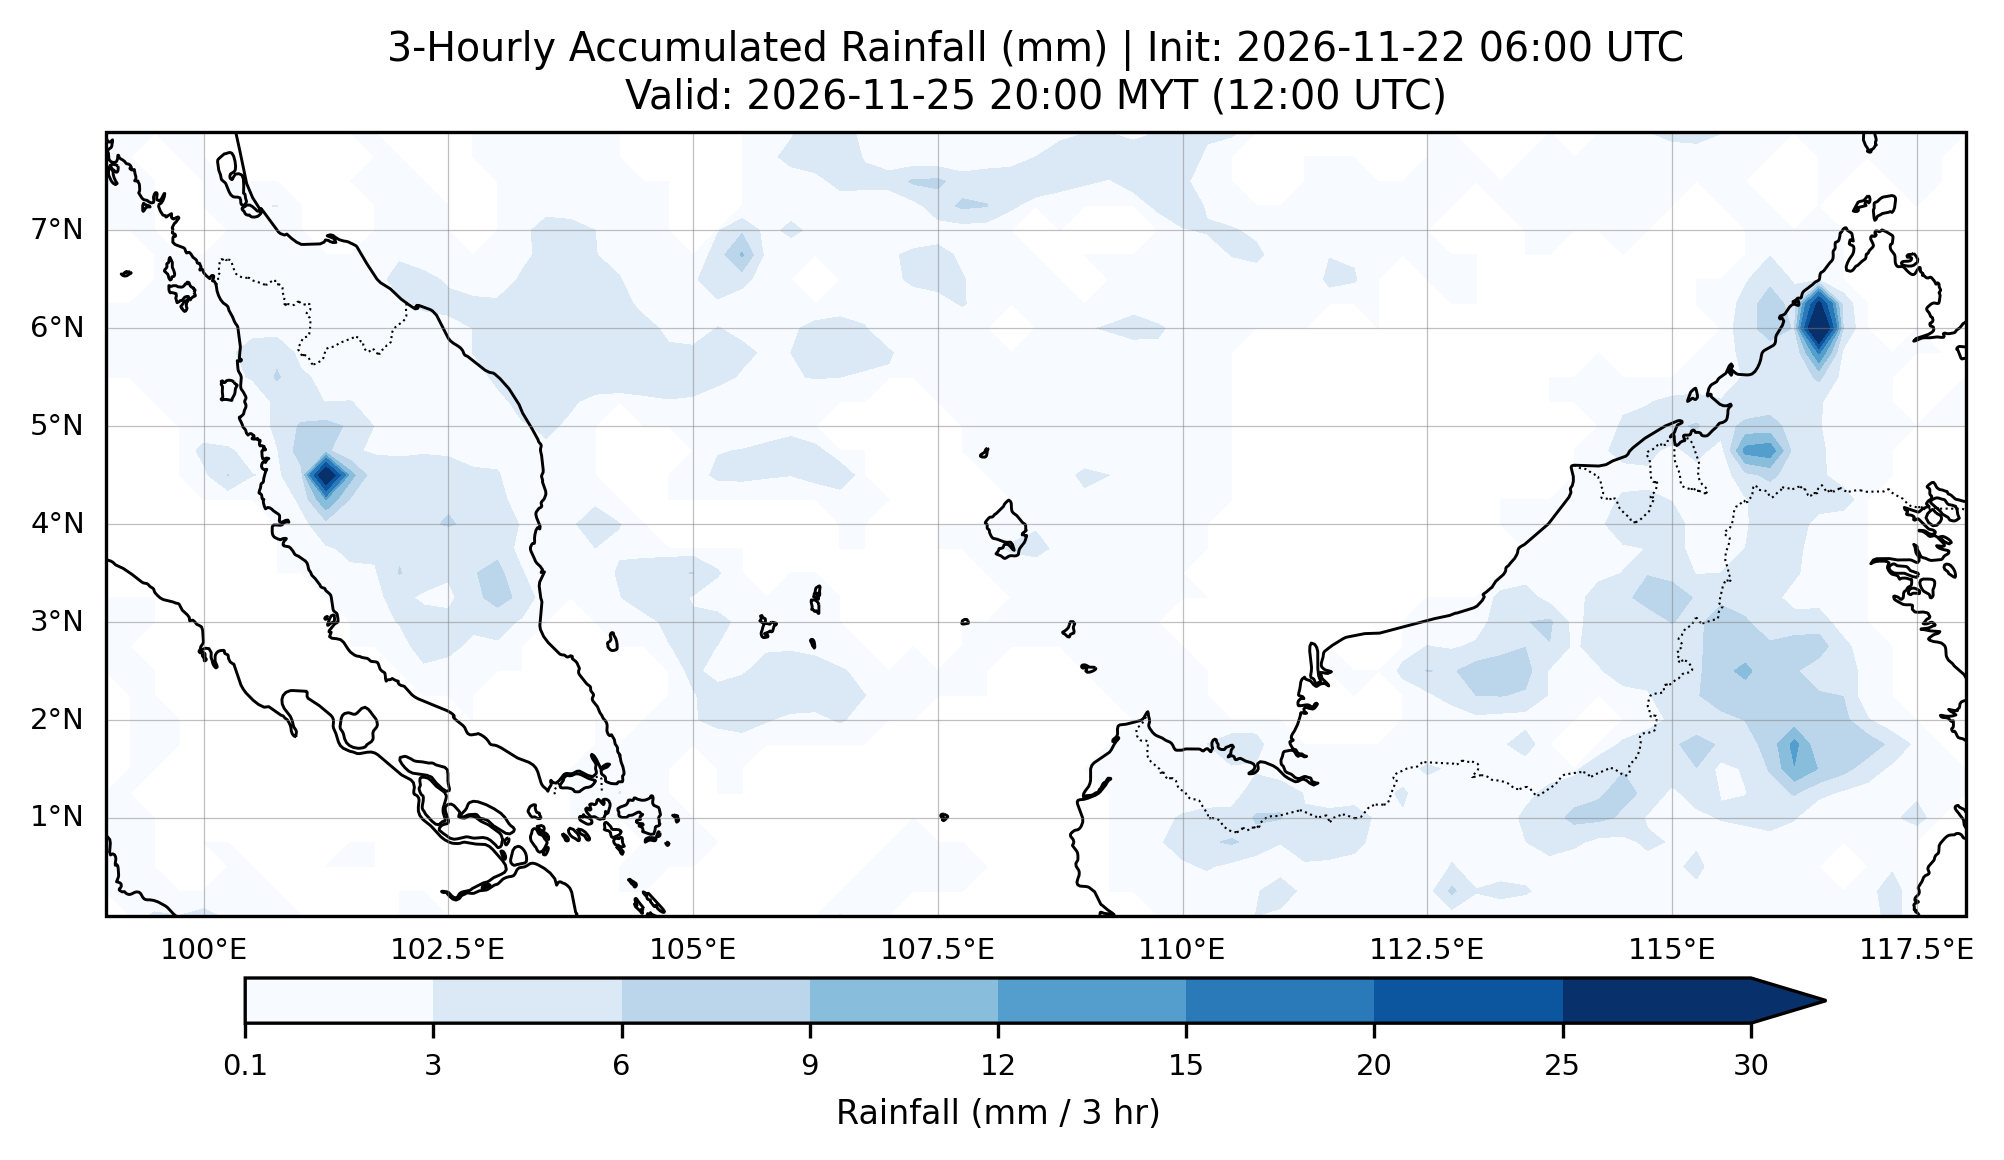 3-Hourly Accumulated Rainfall (mm) | Init: 2026-11-22 06:00 UTC
Valid: 2026-11-25 20:00 MYT (12:00 UTC)
7°N
6°N
5°N
4°N
3°N
2°N
1°N
100°E 102.5°E 105°E 107.5°E 110°E 112.5°E 115°E 117.5°E
0.1 3 6 9 12 15 20 25 30
Rainfall (mm / 3 hr)